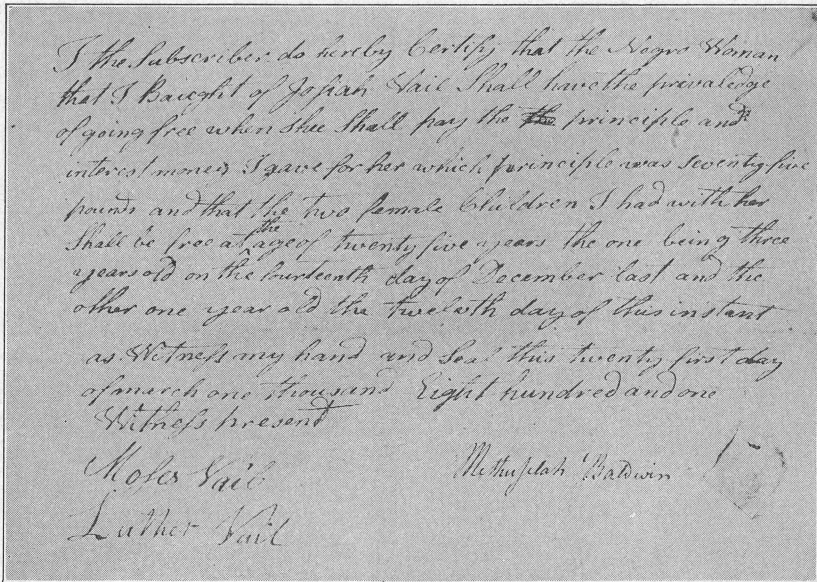 I the Subscriber do hereby Certify that the Negro Woman
that I Baught of Josiah Vail Shall have the privaledge
of going free when shee Shall pay the the principle and
interest money I gave for her which principle was Seventy five
pounds and that the two female Children I had with her
Shall be free at the age of twenty five years the one being three
years old on the fourteenth day of December last and the
other one year old the twelvth day of this instant
as Witness my hand and Seal this twenty first day
of march one thousand Eight hundred and one
Witness present
Moses Vail
Methuselah Baldwin
Luther Vail